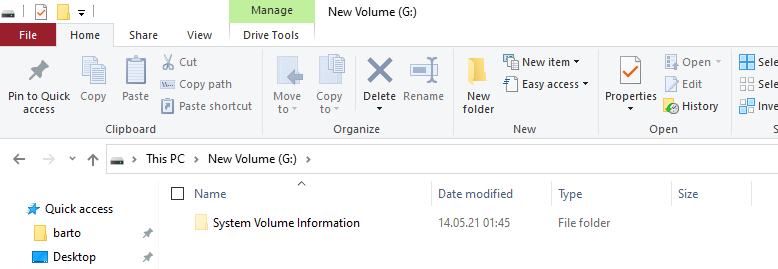 Manage
New Volume (G:)
File
Home
Share
View
Drive Tools
Pin to Quick
access
Copy
Paste
Cut
Copy path
Paste shortcut
Clipboard
Move
to
Copy
to
Delete
Rename
Organize
New
folder
New item
Easy access
New
Properties
Open
Edit
History
Open
Sele
Sele
Inve
This PC
New Volume (G:)
Name
Date modified
Type
Size
Quick access
barto
Desktop
System Volume Information
14.05.21 01:45
File folder